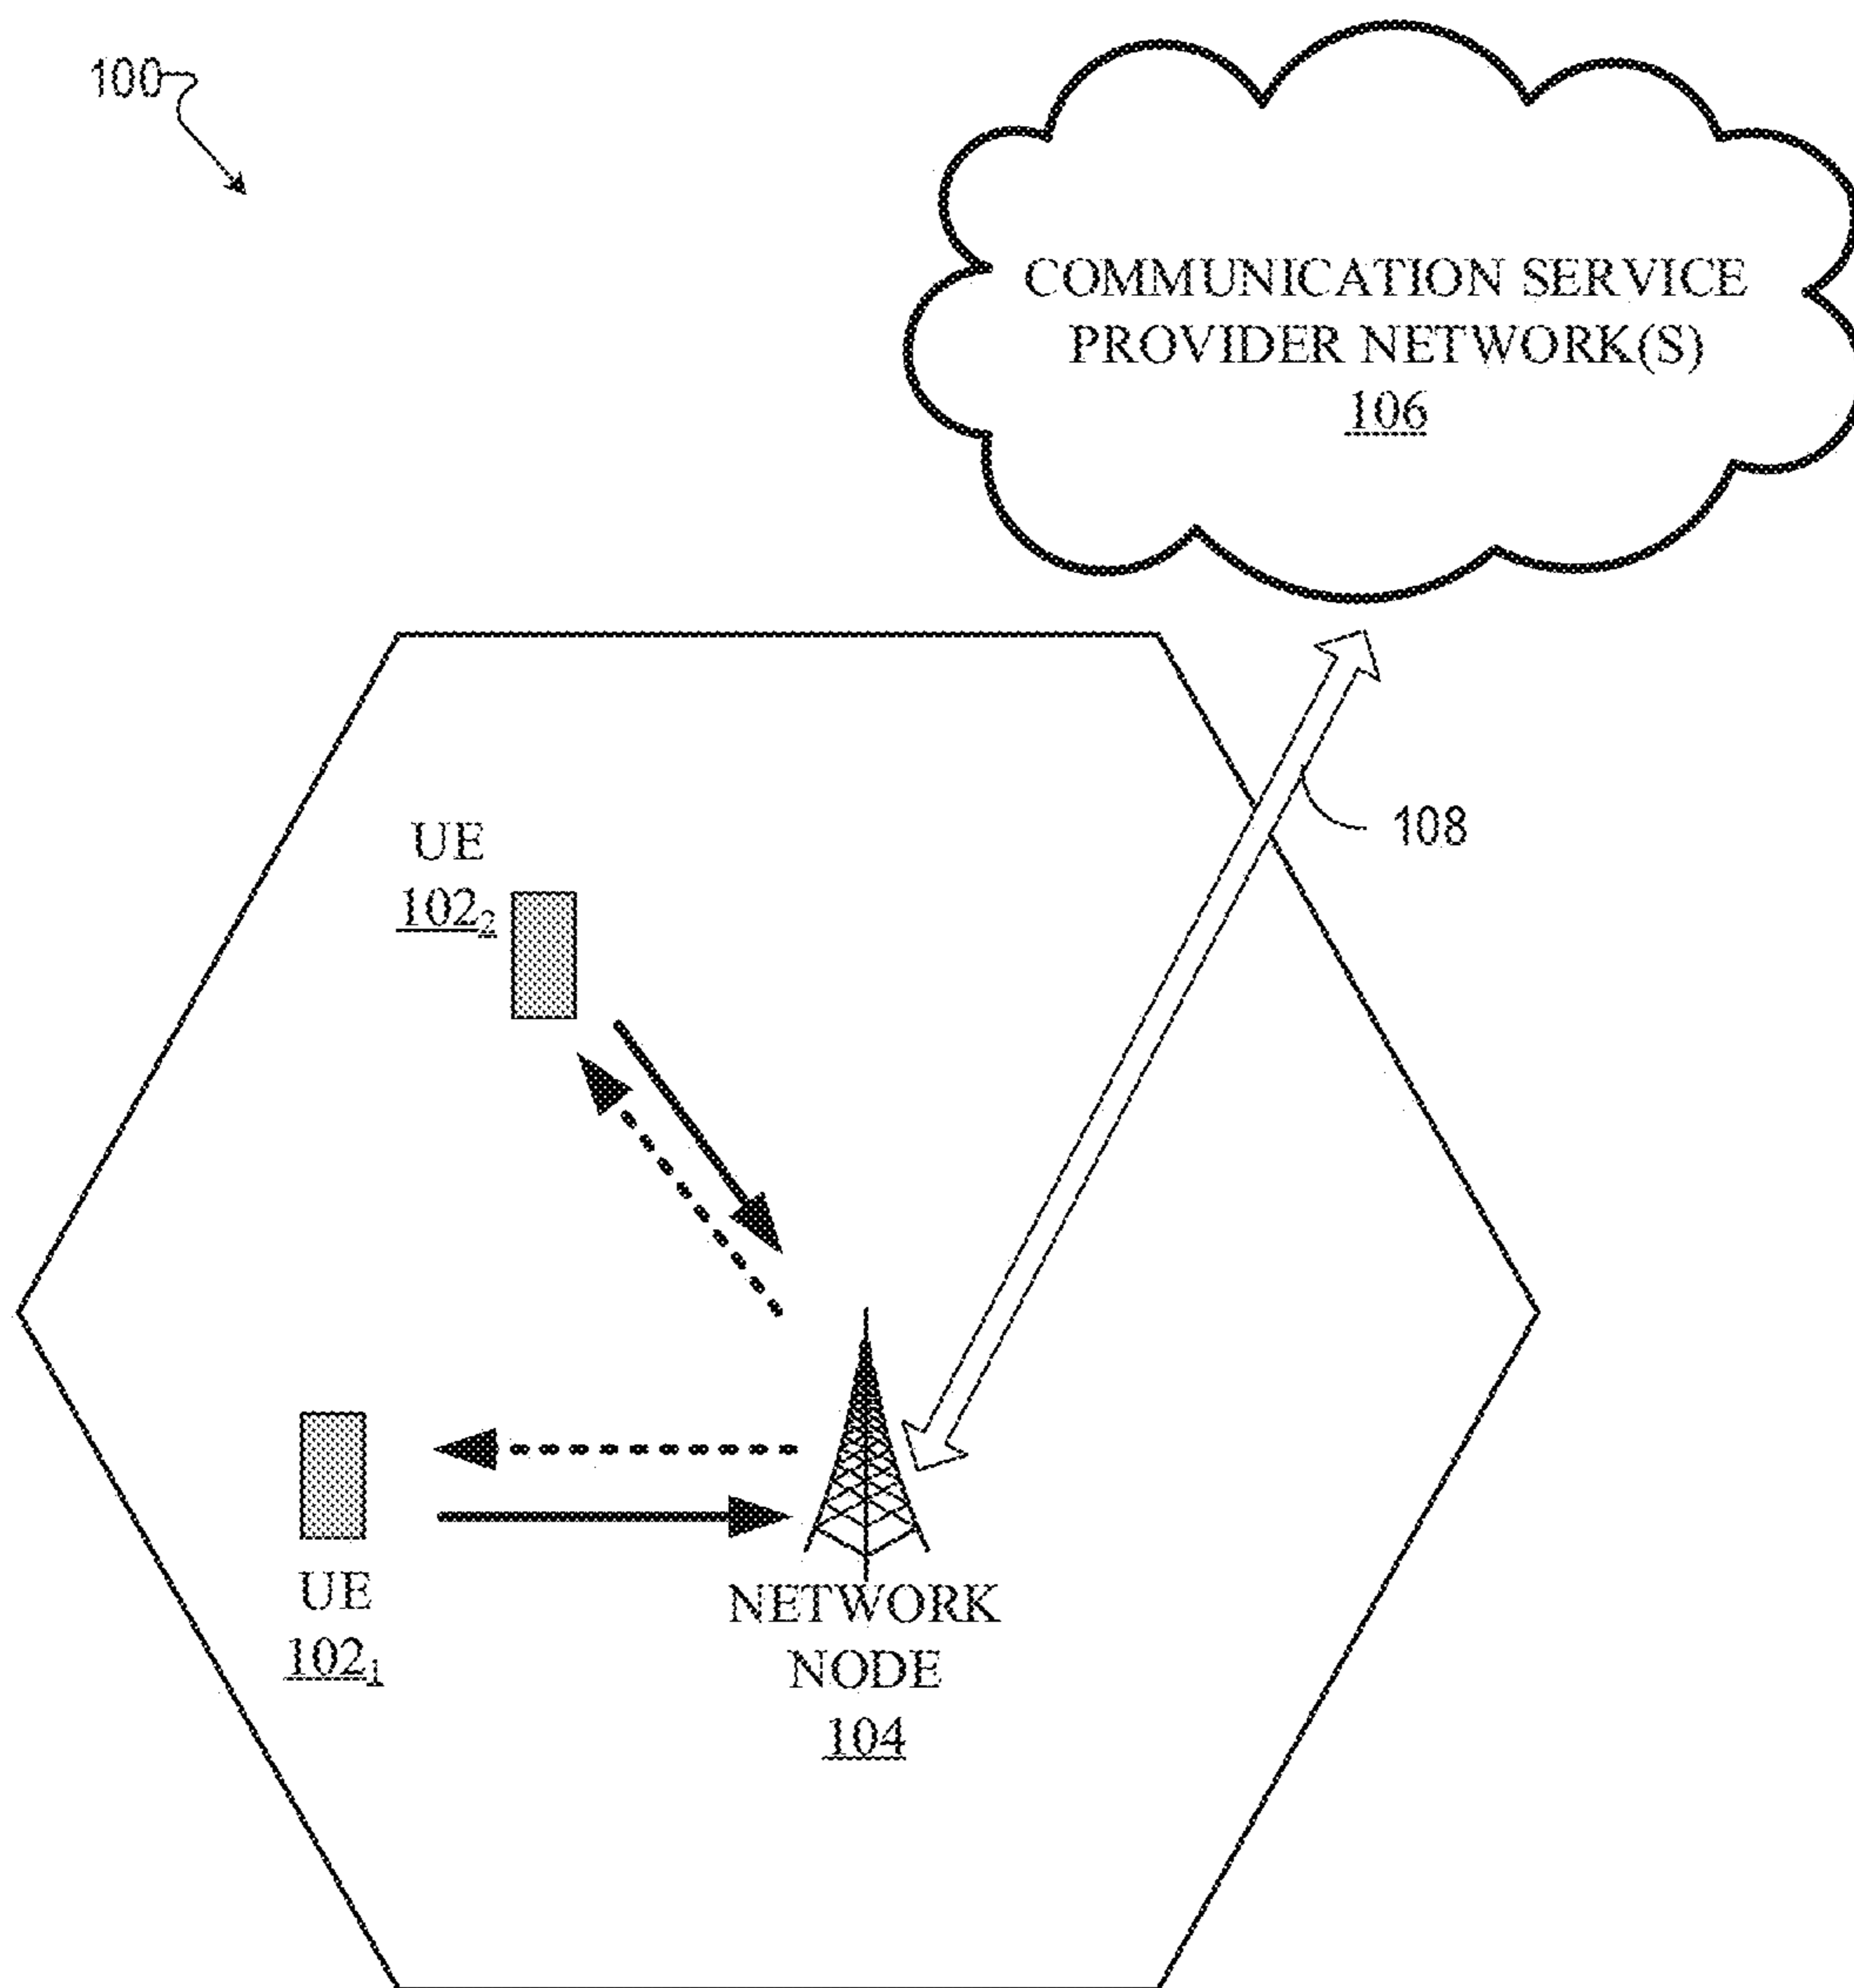 100
COMMUNICATION SERVICE
PROVIDER NETWORK(S)
106
108
UE
102₂
UE
102₁
NETWORK
NODE
104